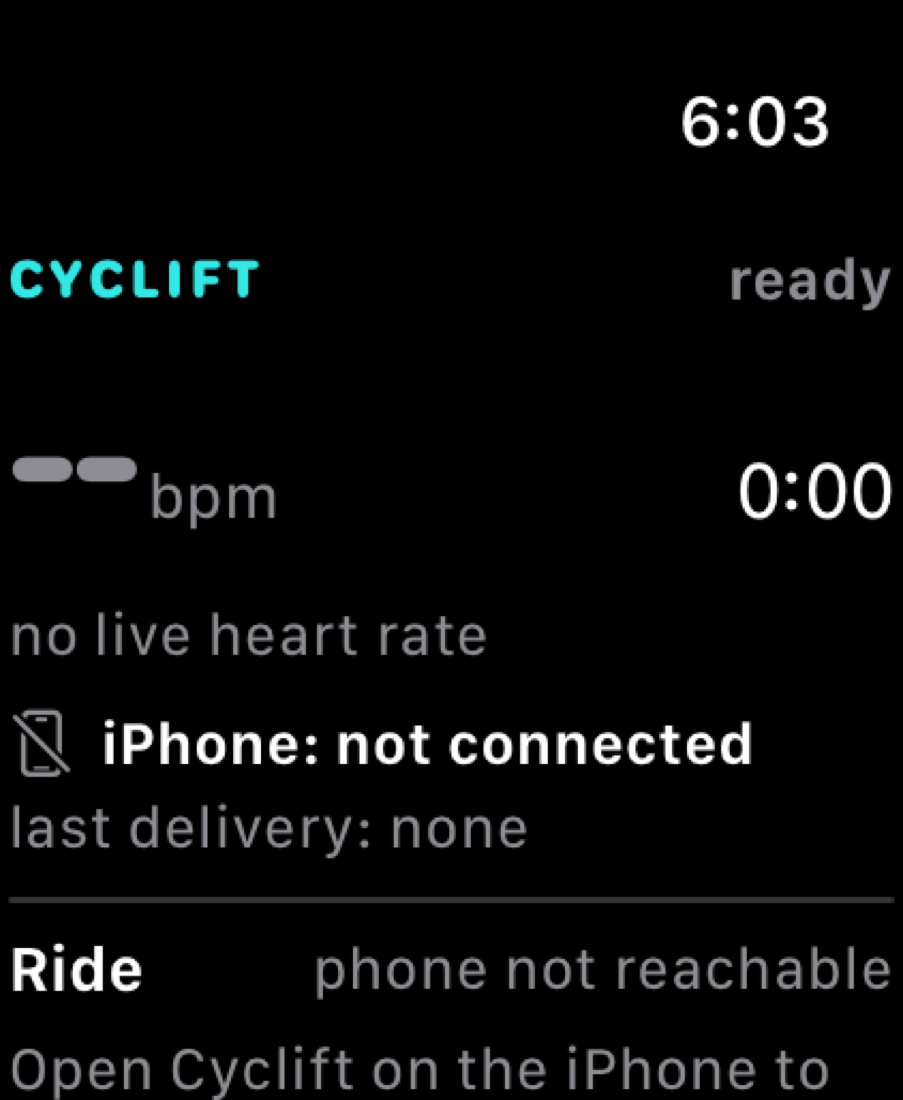 6:03
CYCLIFT ready
-- bpm 0:00
no live heart rate
iPhone: not connected
last delivery: none
Ride phone not reachable
Open Cyclift on the iPhone to